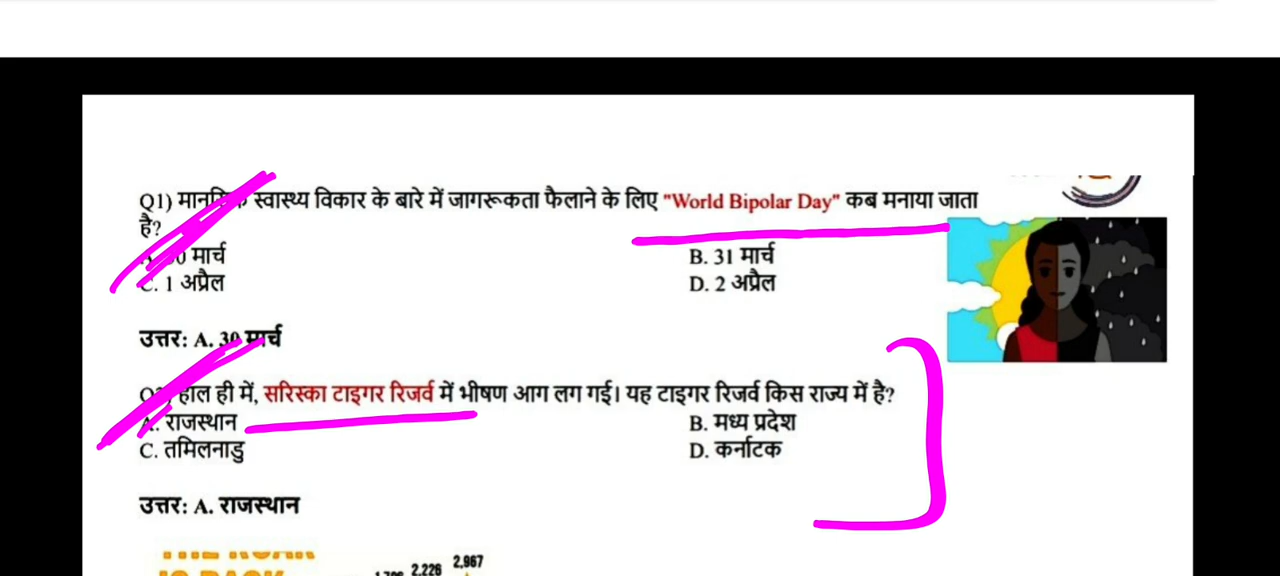 Q1) मानसिक स्वास्थ्य विकार के बारे में जागरूकता फैलाने के लिए "World Bipolar Day" कब मनाया जाता
है?
मार्च
B. 31 मार्च
C. 1 अप्रैल
D. 2 अप्रैल
उत्तर: A. 30 मार्च
हाल ही में, सरिस्का टाइगर रिजर्व में भीषण आग लग गई। यह टाइगर रिजर्व किस राज्य में है?
A. राजस्थान
B. मध्य प्रदेश
C. तमिलनाडु
D. कर्नाटक
उत्तर: A. राजस्थान
2,226 2,967